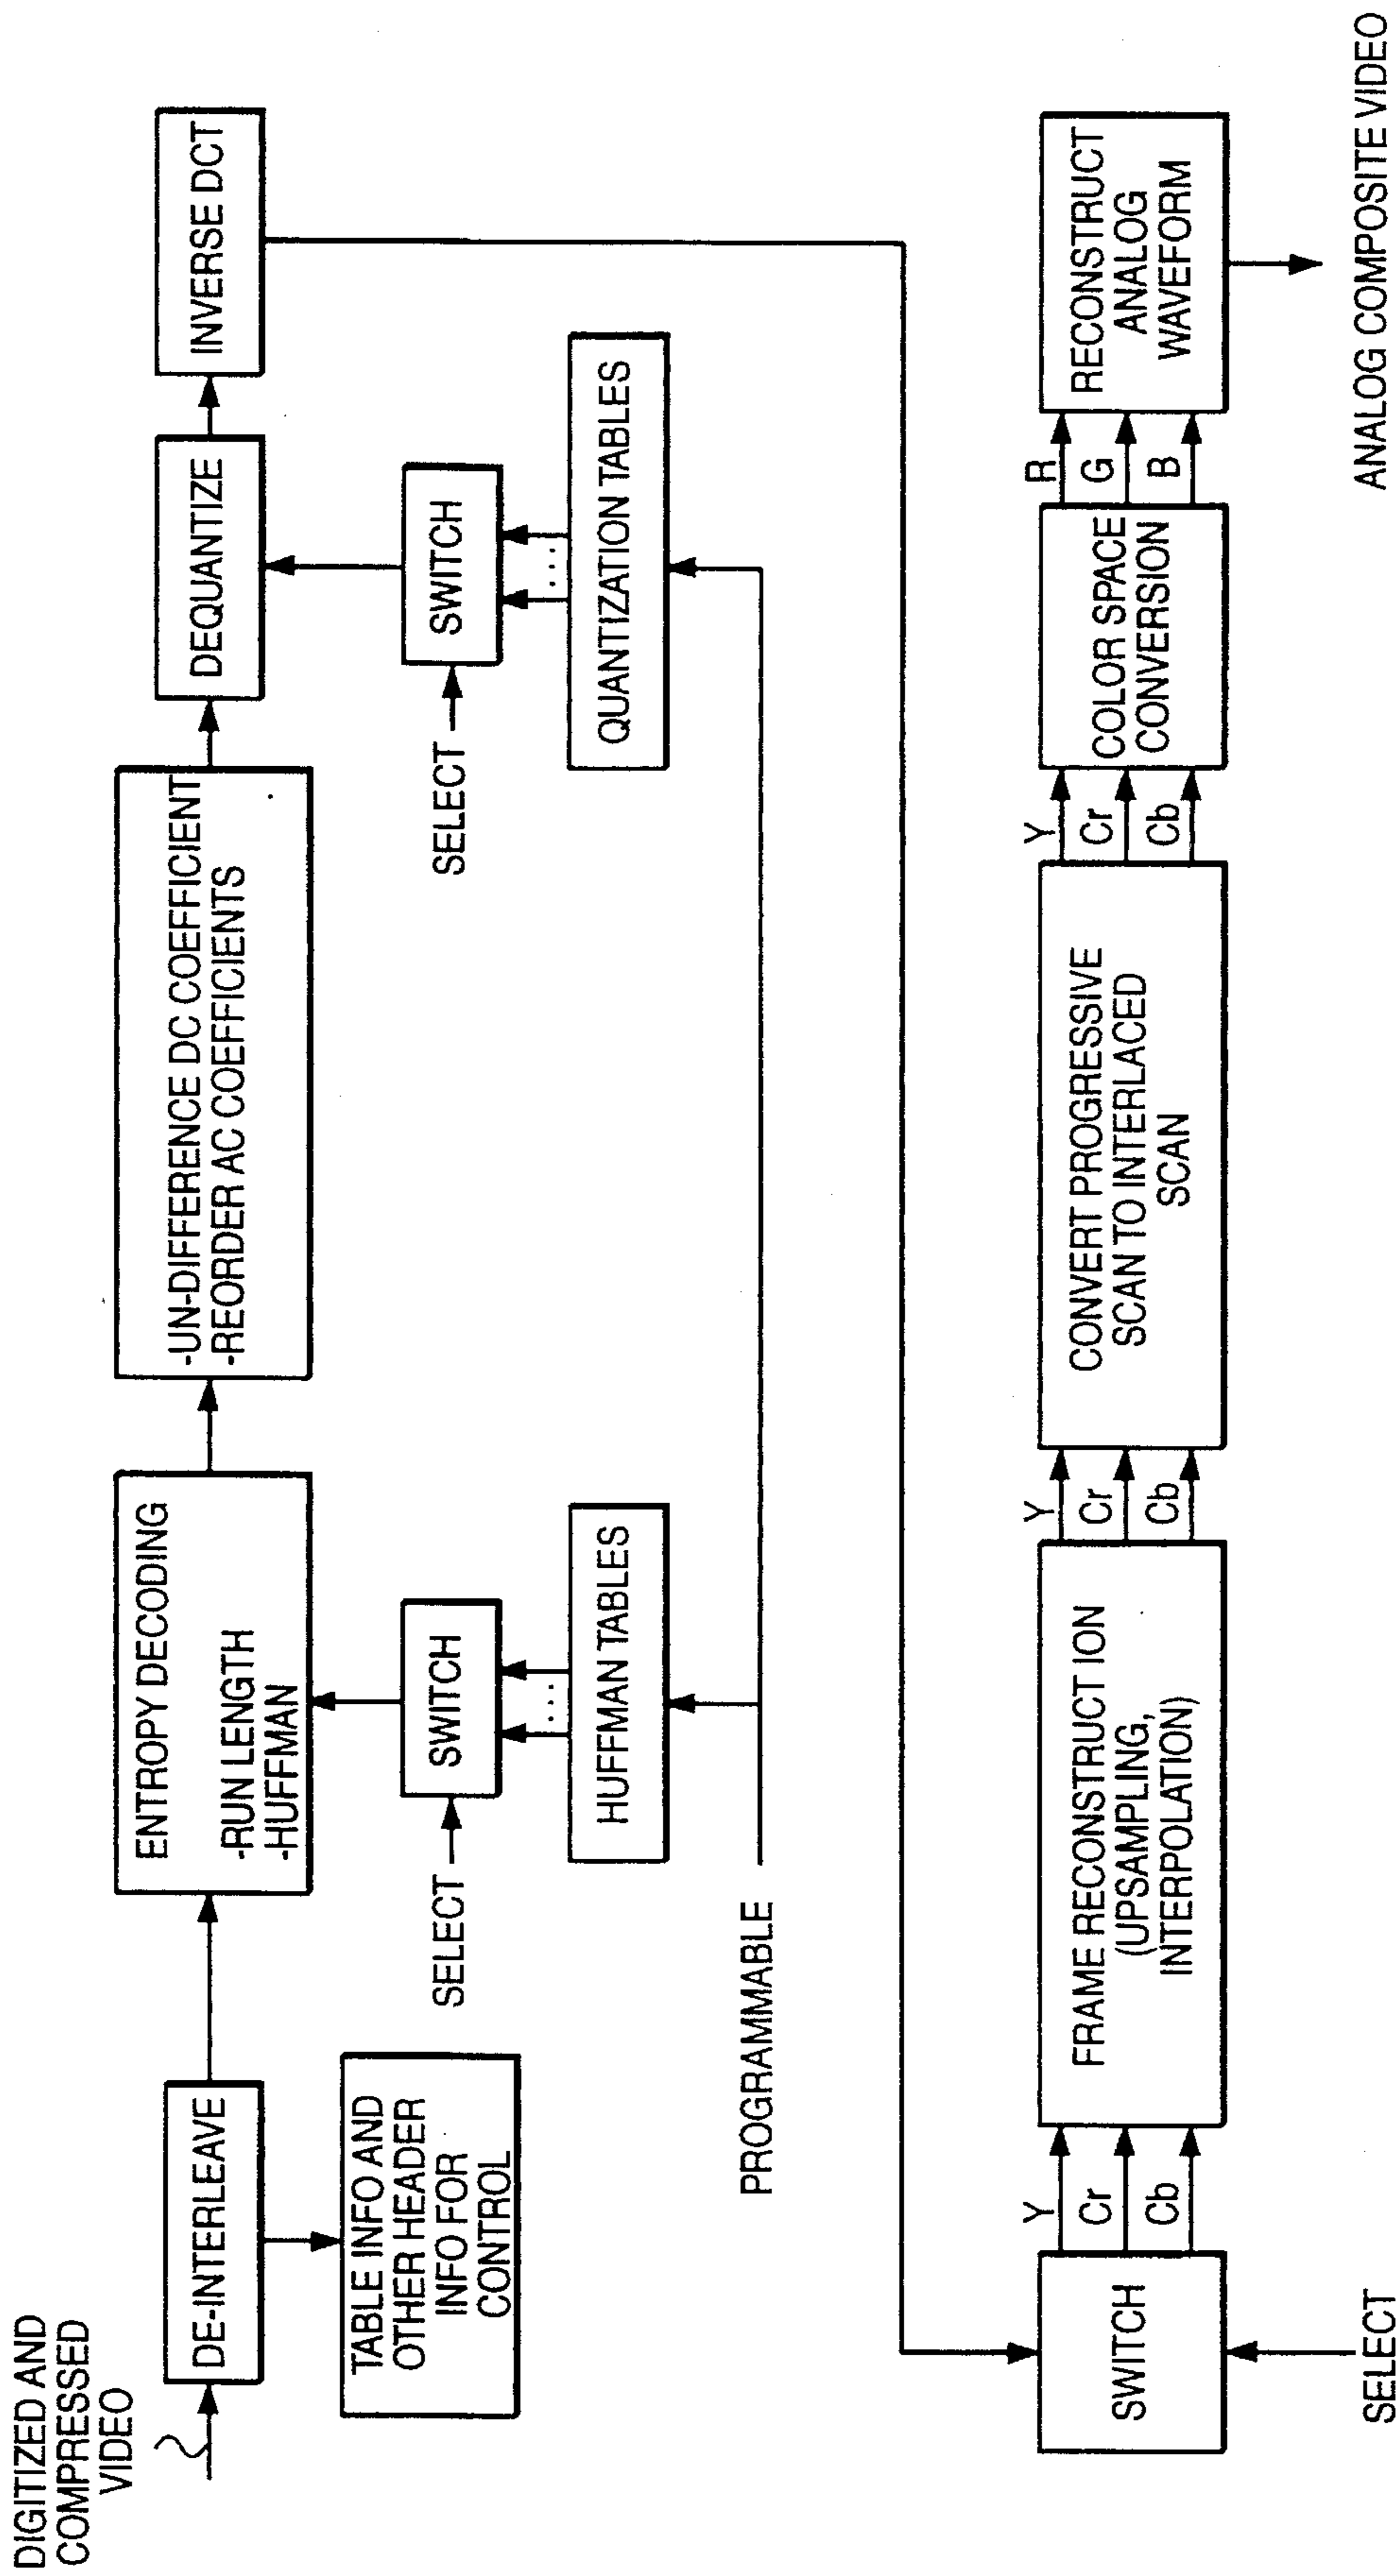 DIGITIZED AND
COMPRESSED
VIDEO
DE-INTERLEAVE
TABLE INFO AND
OTHER HEADER
INFO FOR
CONTROL
ENTROPY DECODING
-RUN LENGTH
-HUFFMAN
SELECT
SWITCH
...
HUFFMAN TABLES
PROGRAMMABLE
-UN-DIFFERENCE DC COEFFICIENT
-REORDER AC COEFFICIENTS
DEQUANTIZE
SELECT
SWITCH
...
QUANTIZATION TABLES
INVERSE DCT
SWITCH
SELECT
Y
Cr
Cb
FRAME RECONSTRUCTION
(UPSAMPLING,
INTERPOLATION)
Y
Cr
Cb
CONVERT PROGRESSIVE
SCAN TO INTERLACED
SCAN
Y
Cr
Cb
COLOR SPACE
CONVERSION
R
G
B
RECONSTRUCT
ANALOG
WAVEFORM
ANALOG COMPOSITE VIDEO